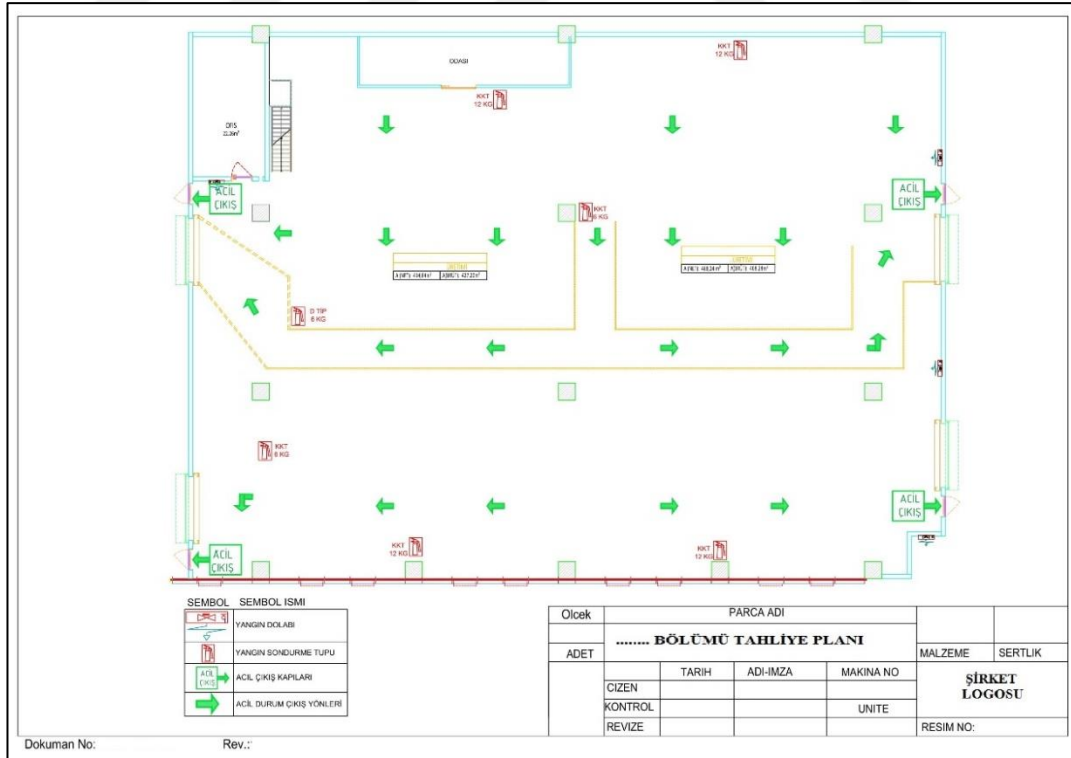 ODASI
KKT
12 KG
KKT
12 KG
OFİS
ACİL
ÇIKIŞ
ACİL
ÇIKIŞ
KKT
6 KG
D TİP
6 KG
KKT
6 KG
ACİL
ÇIKIŞ
KKT
12 KG
KKT
12 KG
ACİL
ÇIKIŞ
SEMBOL SEMBOL ISMI
YANGIN DOLABI
YANGIN SONDURME TUPU
ACİL ÇIKIŞ
ACIL ÇIKIŞ KAPILARI
ACIL DURUM ÇIKIŞ YÖNLERİ
Olcek PARCA ADI
ADET ........ BÖLÜMÜ TAHLİYE PLANI MALZEME SERTLIK
TARIH ADI-IMZA MAKINA NO
CIZEN
KONTROL UNITE
REVIZE
ŞİRKET
LOGOSU
RESIM NO:
Dokuman No: Rev.: